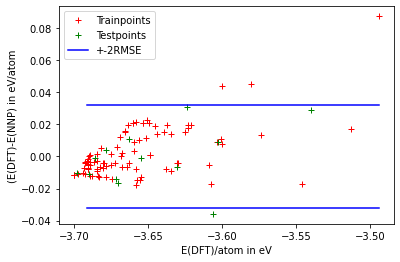 Trainpoints
Testpoints
+-2RMSE
(E(DFT)-E(NNP) in eV/atom
0.08
0.06
0.04
0.02
0.00
−0.02
−0.04
−3.70
−3.65
−3.60
−3.55
−3.50
E(DFT)/atom in eV